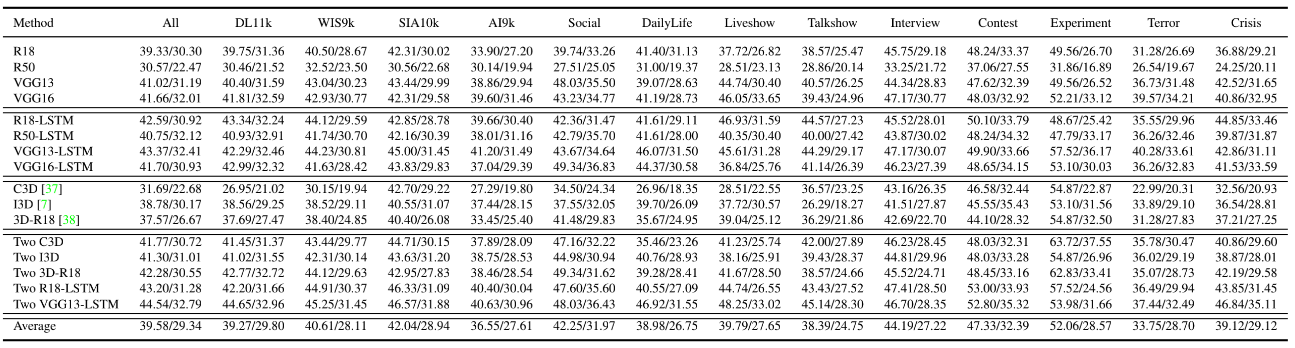 Method All DL11k WIS9k SIA10k AI9k Social DailyLife Liveshow Talkshow Interview Contest Experiment Terror Crisis
R18 39.33/30.30 39.75/31.36 40.50/28.67 42.31/30.02 33.90/27.20 39.74/33.26 41.40/31.13 37.72/26.82 38.57/25.47 45.75/29.18 48.24/33.37 49.56/26.70 31.28/26.69 36.88/29.21
R50 30.57/22.47 30.46/21.52 32.52/23.50 30.56/22.68 30.14/19.94 27.51/25.05 31.00/19.37 28.51/23.13 28.86/20.14 33.25/21.72 37.06/27.55 31.86/16.89 26.54/19.67 24.25/20.11
VGG13 41.02/31.19 40.40/31.59 43.04/30.23 43.44/29.99 38.86/29.94 48.03/35.50 39.07/28.63 44.74/30.40 40.57/26.25 44.34/28.83 47.62/32.39 49.56/26.52 36.73/31.48 42.52/31.65
VGG16 41.66/32.01 41.81/32.59 42.93/30.77 42.31/29.58 39.60/31.46 43.23/34.77 41.19/28.73 46.05/33.65 39.43/24.96 47.17/30.77 48.03/32.92 52.21/33.12 39.57/34.21 40.86/32.95
R18-LSTM 42.59/30.92 43.34/32.24 44.12/29.59 42.85/28.78 39.66/30.40 42.36/31.47 41.61/29.11 46.93/31.59 44.57/27.23 45.52/28.01 50.10/33.79 48.67/25.42 35.55/29.96 44.85/33.46
R50-LSTM 40.75/32.12 40.93/32.91 41.74/30.70 42.16/30.39 38.01/31.16 42.79/35.70 41.61/28.00 40.35/30.40 40.00/27.42 43.87/30.02 48.24/34.32 47.79/33.17 36.26/32.46 39.87/31.87
VGG13-LSTM 43.37/32.41 42.29/32.46 44.23/30.81 45.00/31.45 41.20/31.49 43.67/34.64 46.07/31.50 45.61/31.28 44.29/29.17 47.17/30.07 49.90/33.66 57.52/36.17 40.28/33.61 42.86/31.11
VGG16-LSTM 41.70/30.93 42.99/32.32 41.63/28.42 43.83/29.83 37.04/29.39 49.34/36.83 44.37/30.58 36.84/25.76 41.14/26.39 46.23/27.39 48.65/34.15 53.10/30.03 36.26/32.83 41.53/33.59
C3D [37] 31.69/22.68 26.95/21.02 30.15/19.94 42.70/29.22 27.29/19.80 34.50/24.34 26.96/18.35 28.51/22.55 36.57/23.25 43.16/26.35 46.58/32.44 54.87/22.87 22.99/20.31 32.56/20.93
I3D [7] 38.78/30.17 38.56/29.25 38.52/29.11 40.55/31.07 37.44/28.15 37.55/32.05 39.70/26.09 37.72/30.57 26.29/18.27 41.51/27.87 45.55/35.43 53.10/31.56 33.89/29.10 36.54/28.81
3D-R18 [38] 37.57/26.67 37.69/27.47 38.40/24.85 40.40/26.08 33.45/25.40 41.48/29.83 35.67/24.95 39.04/25.12 36.29/21.86 42.69/22.70 44.10/28.32 54.87/32.50 31.28/27.83 37.21/27.25
Two C3D 41.77/30.72 41.45/31.37 43.44/29.77 44.71/30.15 37.89/28.09 47.16/32.22 35.46/23.26 41.23/25.74 42.00/27.89 46.23/28.45 48.03/32.31 63.72/37.55 35.78/30.47 40.86/29.60
Two I3D 41.30/31.01 41.02/31.55 42.31/30.14 43.63/31.20 38.75/28.53 44.98/30.94 40.76/28.93 38.16/25.91 39.43/28.37 44.81/29.96 48.03/33.28 54.87/26.96 36.02/29.19 38.87/28.01
Two 3D-R18 42.28/30.55 42.77/32.72 44.12/29.63 42.95/27.83 38.46/28.54 49.34/31.62 39.28/28.41 41.67/28.50 38.57/24.66 45.52/24.71 48.45/33.16 62.83/33.41 35.07/28.73 42.19/29.58
Two R18-LSTM 43.20/31.28 42.20/31.66 44.91/30.37 46.33/31.09 40.40/30.04 47.60/35.60 40.55/27.09 44.74/26.55 43.43/27.52 47.41/28.50 53.00/33.93 57.52/24.56 36.49/29.94 43.85/31.45
Two VGG13-LSTM 44.54/32.79 44.65/32.96 45.25/31.45 46.57/31.88 40.63/30.96 48.03/36.43 46.92/31.55 48.25/33.02 45.14/28.30 46.70/28.35 52.80/35.32 53.98/31.66 37.44/32.49 46.84/35.11
Average 39.58/29.34 39.27/29.80 40.61/28.11 42.04/28.94 36.55/27.61 42.25/31.97 38.98/26.75 39.79/27.65 38.39/24.75 44.19/27.22 47.33/32.39 52.06/28.57 33.75/28.70 39.12/29.12